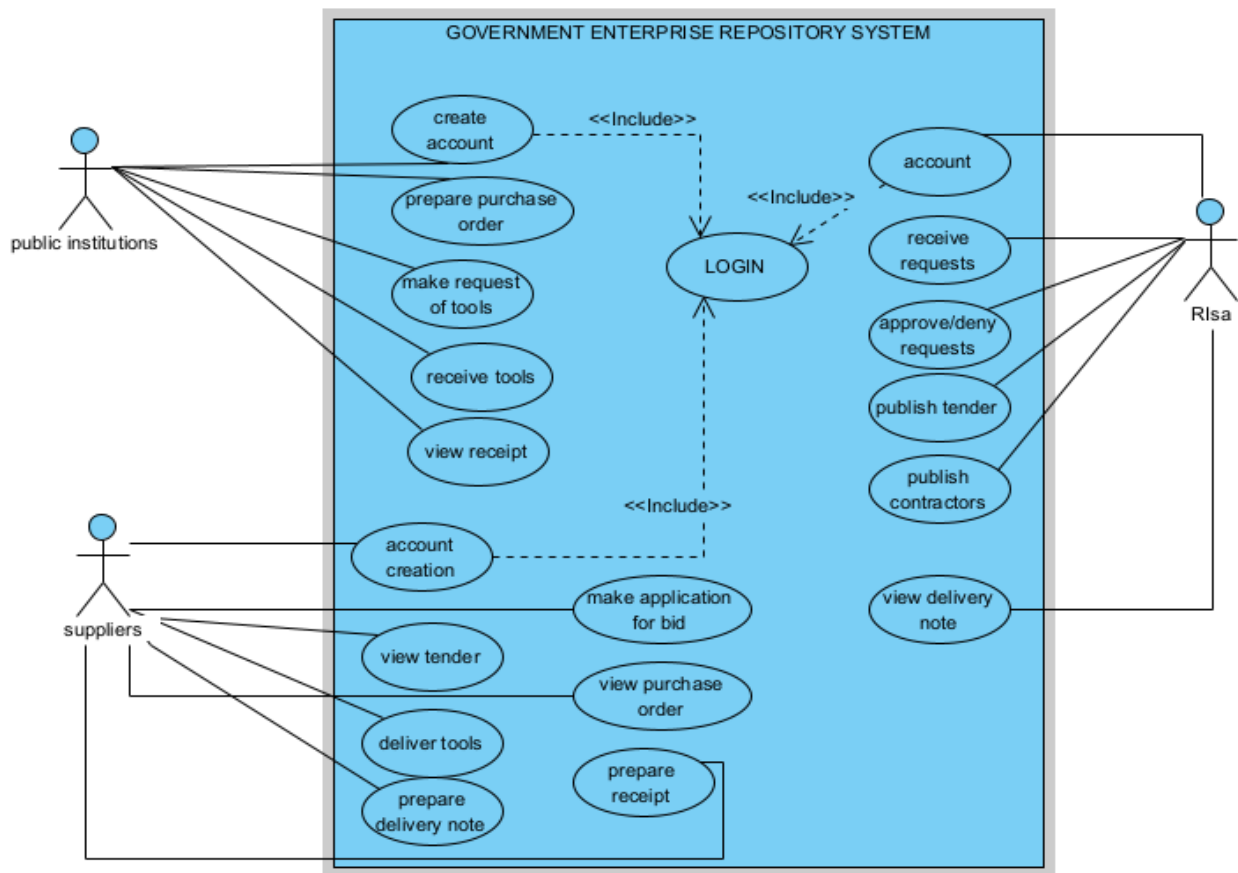 GOVERNMENT ENTERPRISE REPOSITORY SYSTEM
create
account
<<Include>>
account
public institutions
prepare purchase
order
<<Include>>
receive
requests
LOGIN
make request
of tools
RIsa
approve/deny
requests
receive tools
publish tender
view receipt
publish
contractors
<<Include>>
account
creation
suppliers
make application
for bid
view delivery
note
view tender
view purchase
order
deliver tools
prepare
receipt
prepare
delivery note